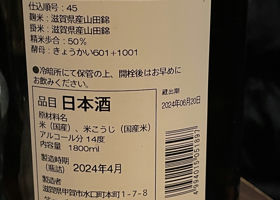 仕込順号:45
麹米:滋賀県産山田錦
掛米:滋賀県産山田錦
精米歩合:50%
酵母:きょうかい601+1001
●冷暗所にて保管の上、開栓後はお早めに
お飲みください。
品目 日本酒
原材料名
米(国産)、米こうじ(国産米)
アルコール分 14度
内容量 1800ml
製造時期
(瓶詰) 2024年4月
製造者
滋賀県甲賀市水口町本町1-7-8
蔵出日
2024年06月20日
4994015051897